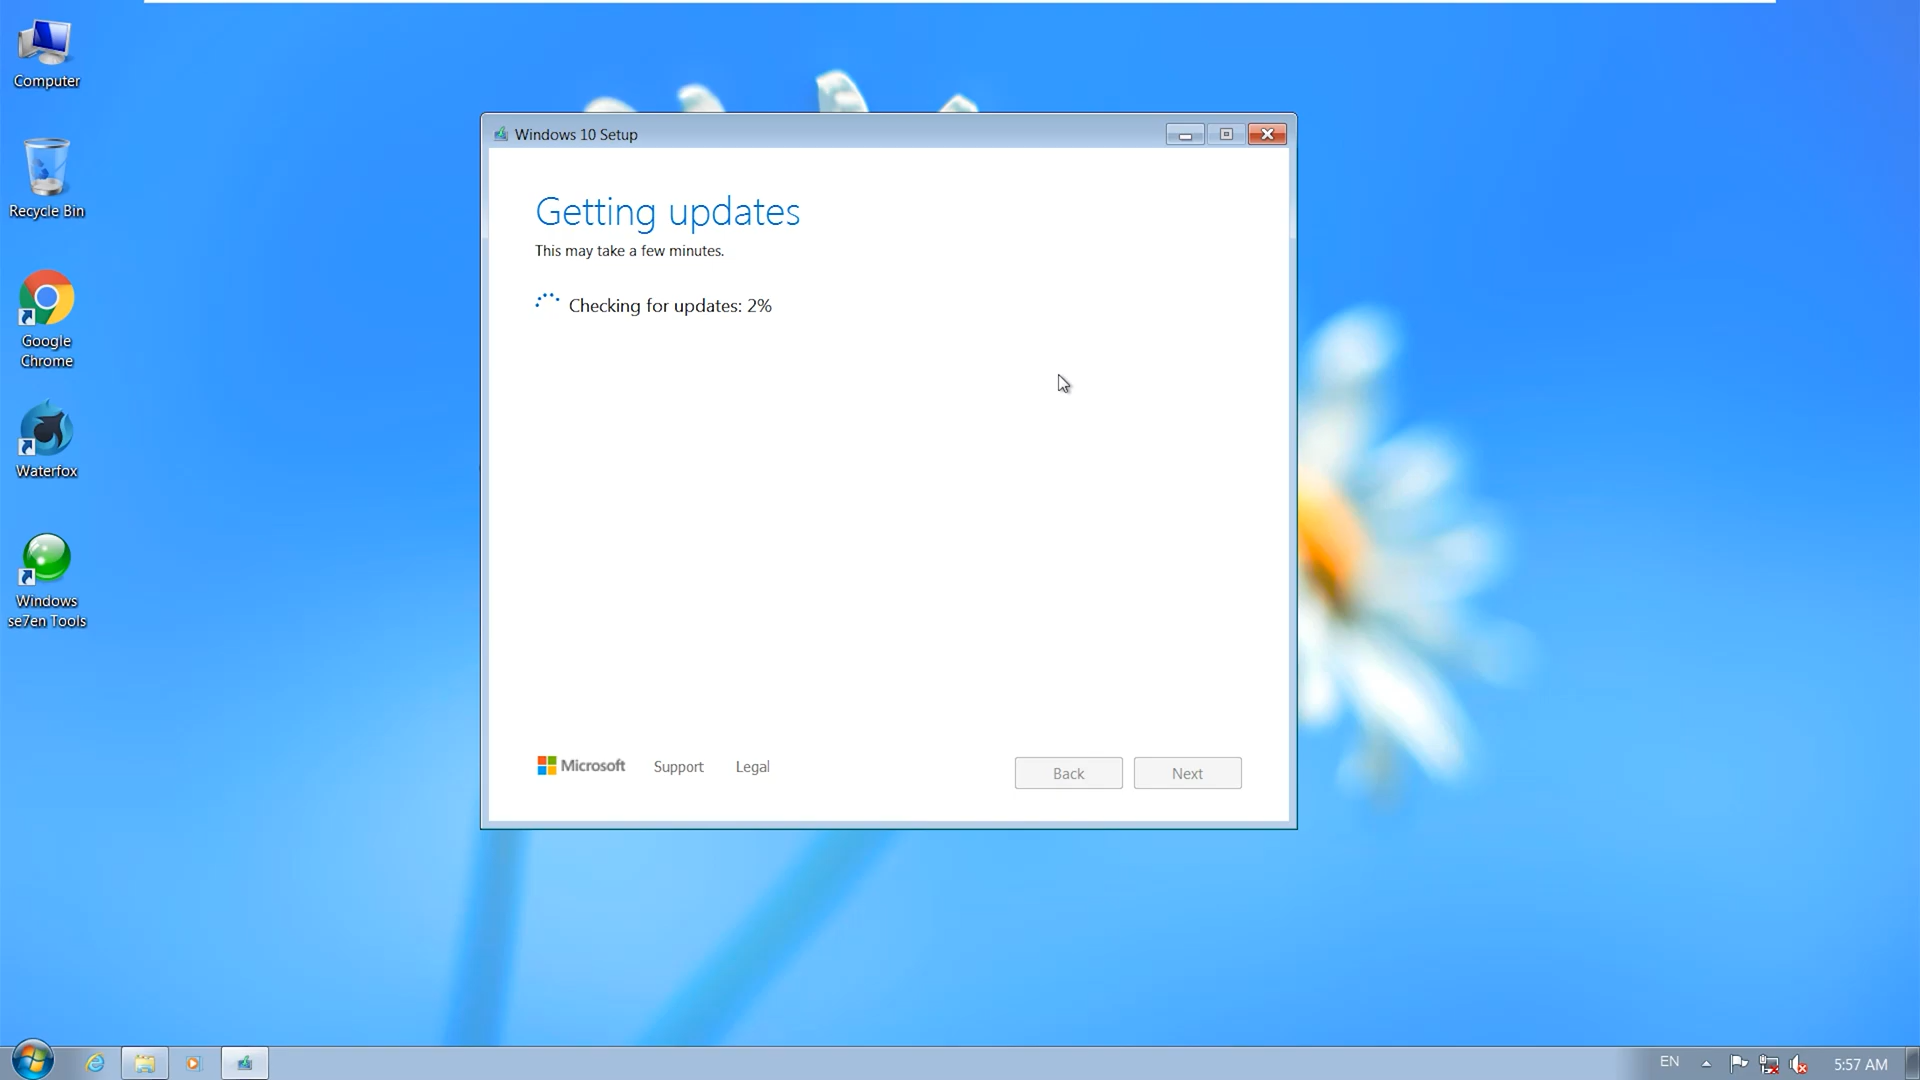 Computer
Recycle Bin
Google
Chrome
Waterfox
Windows
se7en Tools
Windows 10 Setup
Getting updates
This may take a few minutes.
Checking for updates: 2%
Microsoft
Support
Legal
Back
Next
EN
5:57 AM